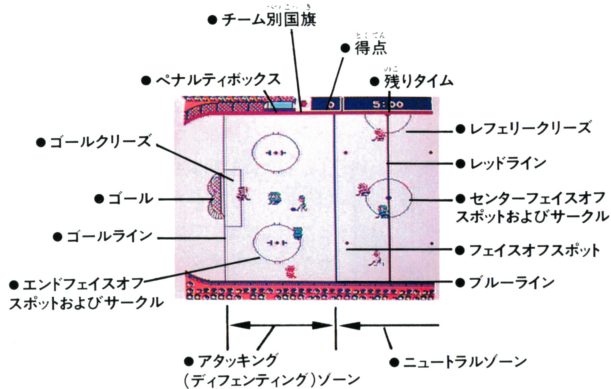 ●チーム別国旗
●得点
●ペナルティボックス
●残りタイム
0
5:00
●ゴールクリーズ
●レフェリークリーズ
●レッドライン
●ゴール
●センターフェイスオフ
スポットおよびサークル
●ゴールライン
●フェイスオフスポット
●エンドフェイスオフ
スポットおよびサークル
●ブルーライン
●アタッキング
(ディフェンティング)ゾーン
●ニュートラルゾーン